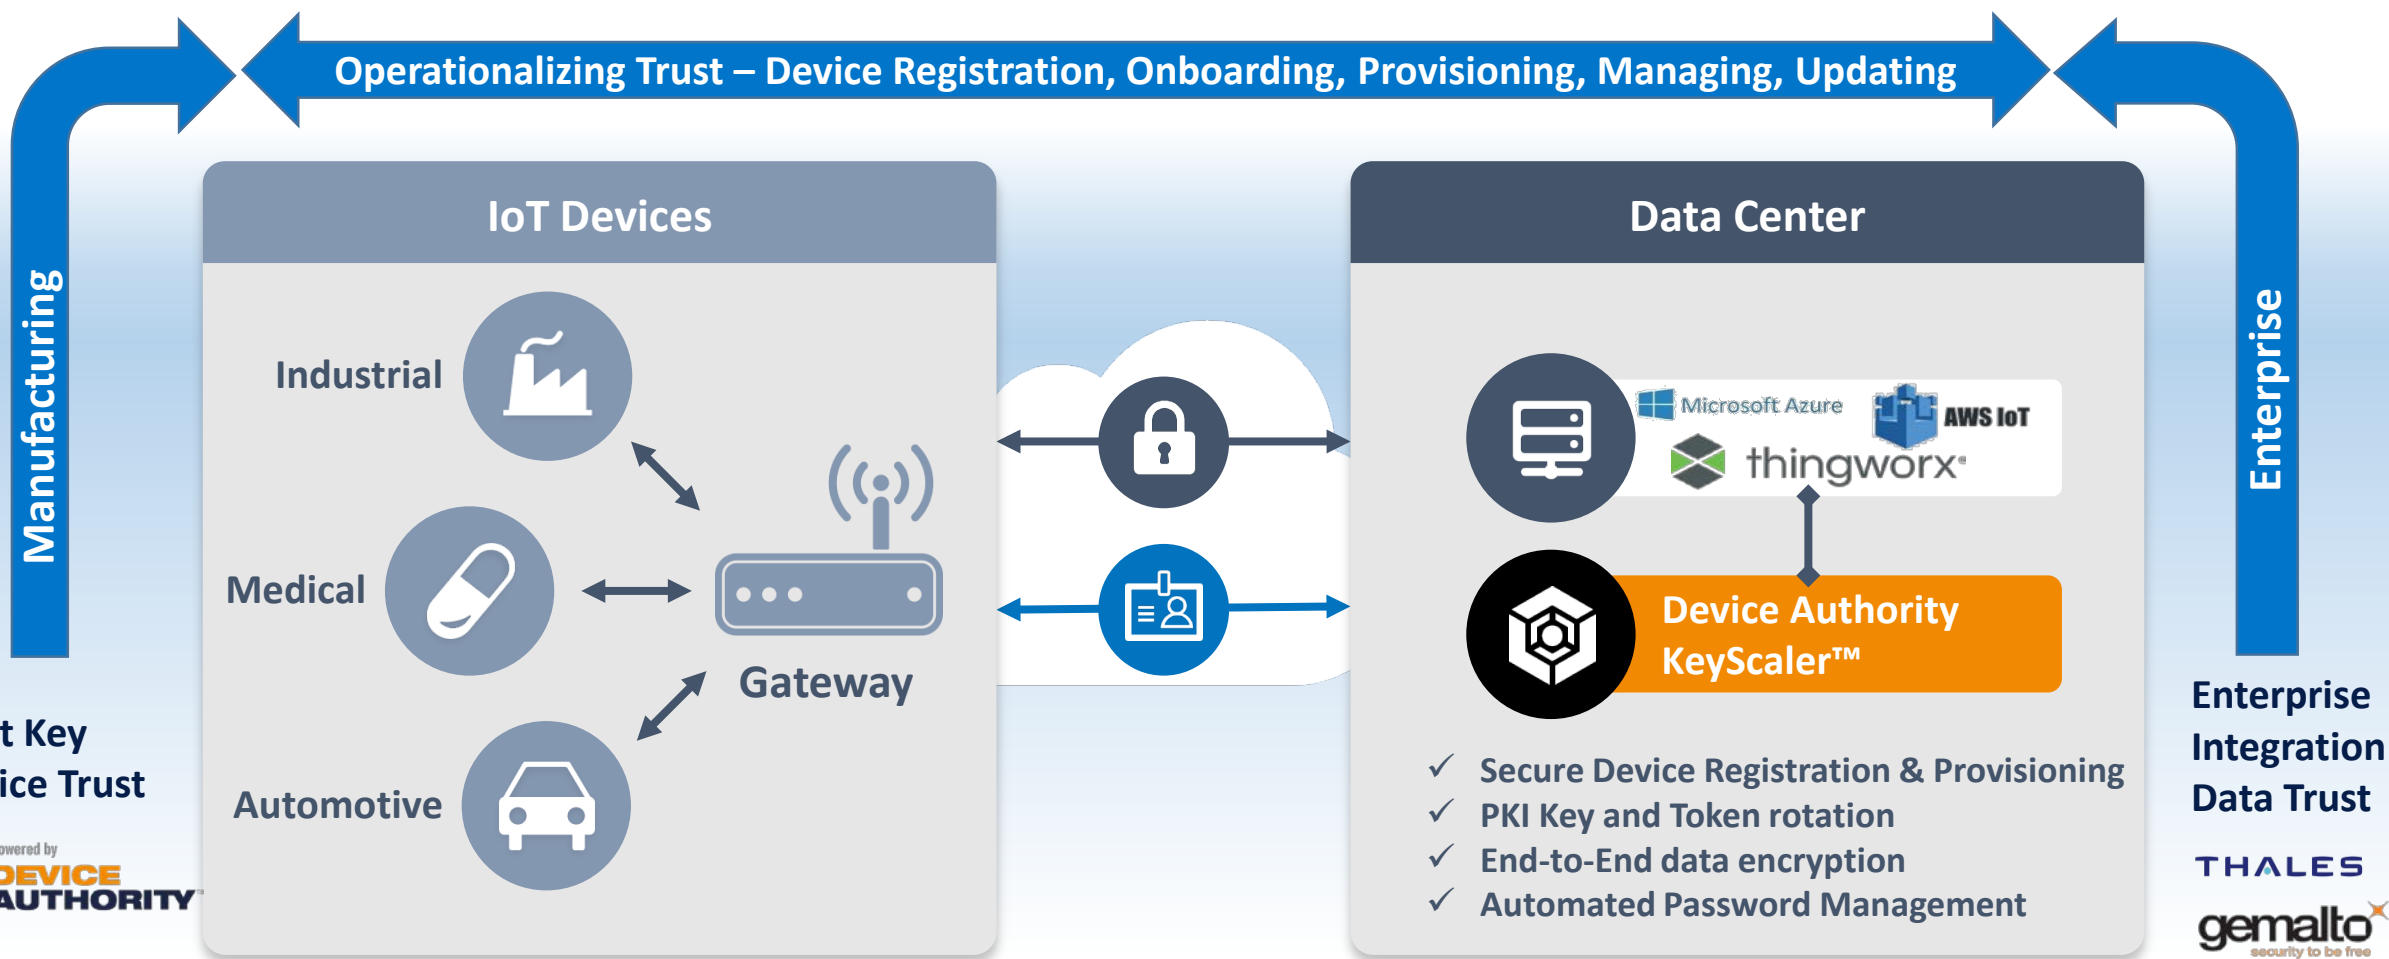 Operationalizing Trust – Device Registration, Onboarding, Provisioning, Managing, Updating
Manufacturing
IoT Devices
Industrial
Medical
Automotive
Gateway
Data Center
Microsoft Azure
AWS IoT
thingworx®
Device Authority
KeyScaler™
✓ Secure Device Registration & Provisioning
✓ PKI Key and Token rotation
✓ End-to-End data encryption
✓ Automated Password Management
Enterprise
t Key
ice Trust
owered by
DEVICE
AUTHORITY™
Enterprise
Integration
Data Trust
THALES
gemalto
security to be free